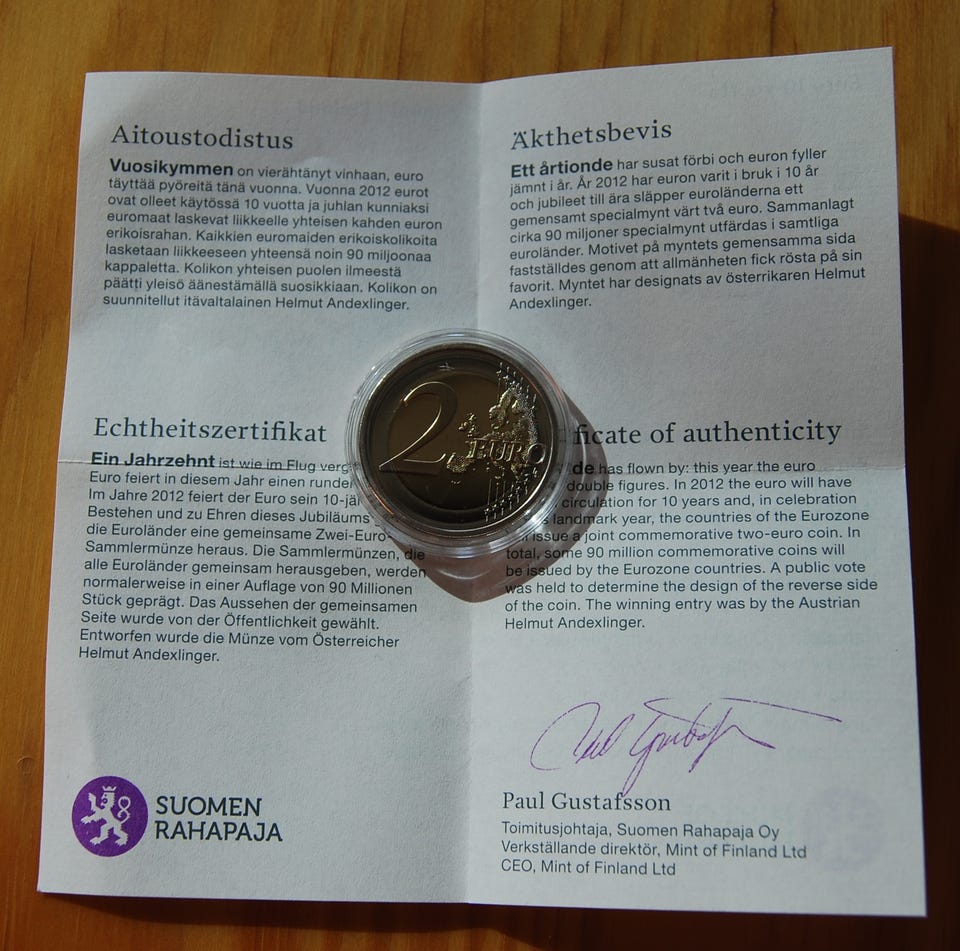 Aitoustodistus
Vuosikymmen on vierähtänyt vinhaan, euro
täyttää pyöreitä tänä vuonna. Vuonna 2012 eurot
ovat olleet käytössä 10 vuotta ja juhlan kunniaksi
euromaat laskevat liikkeelle yhteisen kahden euron
erikoisrahan. Kaikkien euromaiden erikoiskolikoita
lasketaan liikkeeseen yhteensä noin 90 miljoonaa
kappaletta. Kolikon yhteisen puolen ilmeestä
päätti yleisö äänestämällä suosikkiaan. Kolikon on
suunnitellut itävaltalainen Helmut Andexlinger.
Äkthetsbevis
Ett årtionde har susat förbi och euron fyller
jämnt i år. År 2012 har euron varit i bruk i 10 år
och jubileet till ära släpper euroländerna ett
gemensamt specialmynt värt två euro. Sammanlagt
cirka 90 miljoner specialmynt utfärdas i samtliga
euroländer. Motivet på myntets gemensamma sida
fastställdes genom att allmänheten fick rösta på sin
favorit. Myntet har designats av österrikaren Helmut
Andexlinger.
2 EURO
Echtheitszertifikat
Ein Jahrzehnt ist wie im Flug
Euro feiert in diesem Jahr einen runden
Im Jahre 2012 feiert der Euro sein
Bestehen und zu Ehren dieses Jubiläums
die Euroländer eine gemeinsame Zwei-Euro-
Sammlermünze heraus. Die Sammlermünzen, die
alle Euroländer gemeinsam herausgeben, werden
normalerweise in einer Auflage von 90 Millionen
Stück geprägt. Das Aussehen der gemeinsamen
Seite wurde von der Öffentlichkeit gewählt.
Entworfen wurde die Münze vom Österreicher
Helmut Andexlinger.
ficate of authenticity
has flown by: this year the euro
double figures. In 2012 the euro will have
circulation for 10 years and, in celebration
landmark year, the countries of the Eurozone
issue a joint commemorative two-euro coin. In
total, some 90 million commemorative coins will
be issued by the Eurozone countries. A public vote
was held to determine the design of the reverse side
of the coin. The winning entry was by the Austrian
Helmut Andexlinger.
Paul Gustafsson
Toimitusjohtaja, Suomen Rahapaja Oy
Verkställande direktör, Mint of Finland Ltd
CEO, Mint of Finland Ltd
SUOMEN
RAHAPAJA